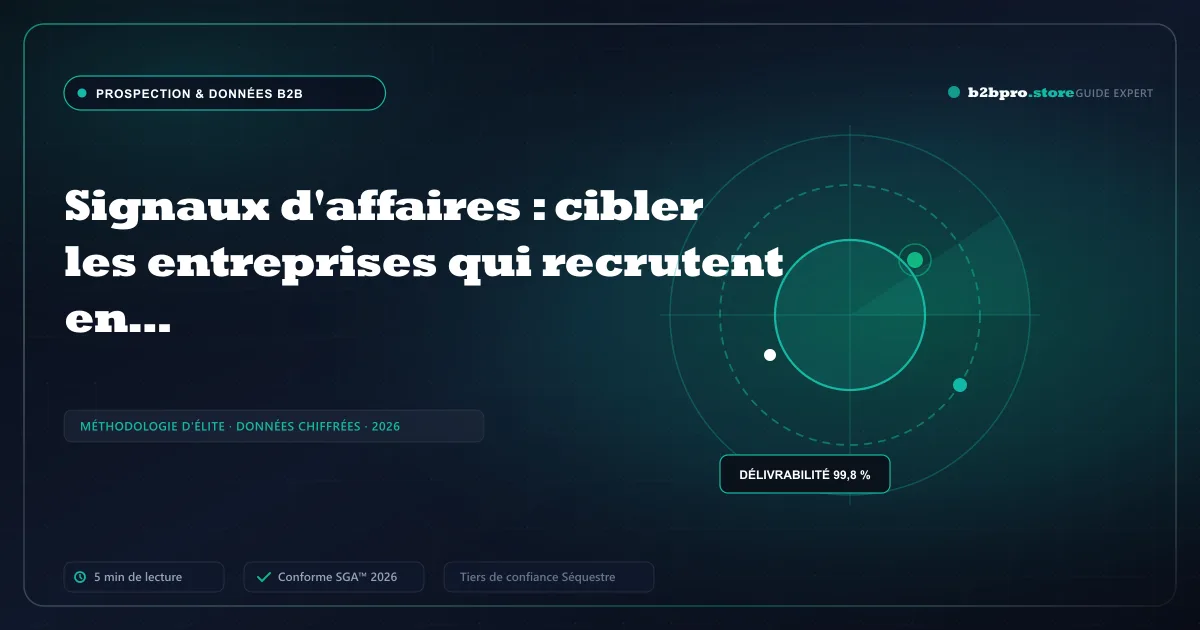 PROSPECTION & DONNÉES B2B
b2bpro.store GUIDE EXPERT
Signaux d'affaires : cibler
les entreprises qui recrutent
en...
MÉTHODOLOGIE D'ÉLITE · DONNÉES CHIFFRÉES · 2026
DÉLIVRABILITÉ 99,8 %
5 min de lecture
Conforme SGA™ 2026
Tiers de confiance Séquestre